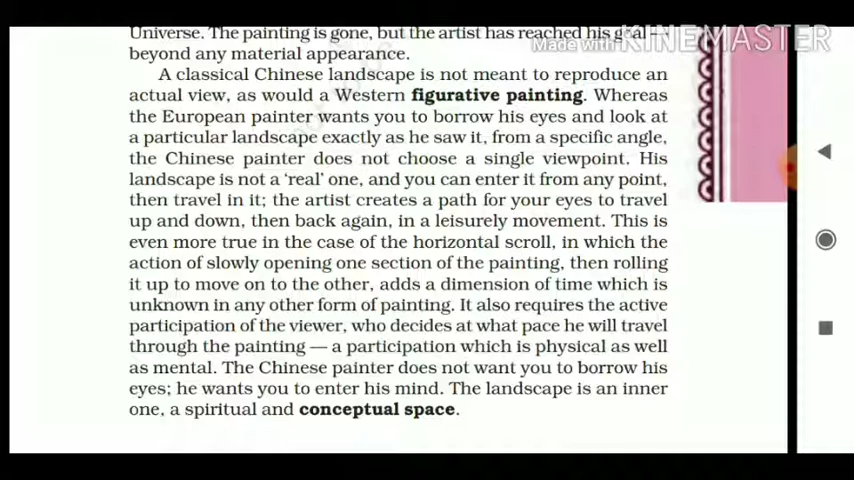 Universe. The painting is gone, but the artist has reached his goal —
Made with KINEMASTER
beyond any material appearance.
A classical Chinese landscape is not meant to reproduce an
actual view, as would a Western figurative painting. Whereas
the European painter wants you to borrow his eyes and look at
a particular landscape exactly as he saw it, from a specific angle,
the Chinese painter does not choose a single viewpoint. His
landscape is not a ‘real’ one, and you can enter it from any point,
then travel in it; the artist creates a path for your eyes to travel
up and down, then back again, in a leisurely movement. This is
even more true in the case of the horizontal scroll, in which the
action of slowly opening one section of the painting, then rolling
it up to move on to the other, adds a dimension of time which is
unknown in any other form of painting. It also requires the active
participation of the viewer, who decides at what pace he will travel
through the painting — a participation which is physical as well
as mental. The Chinese painter does not want you to borrow his
eyes; he wants you to enter his mind. The landscape is an inner
one, a spiritual and conceptual space.